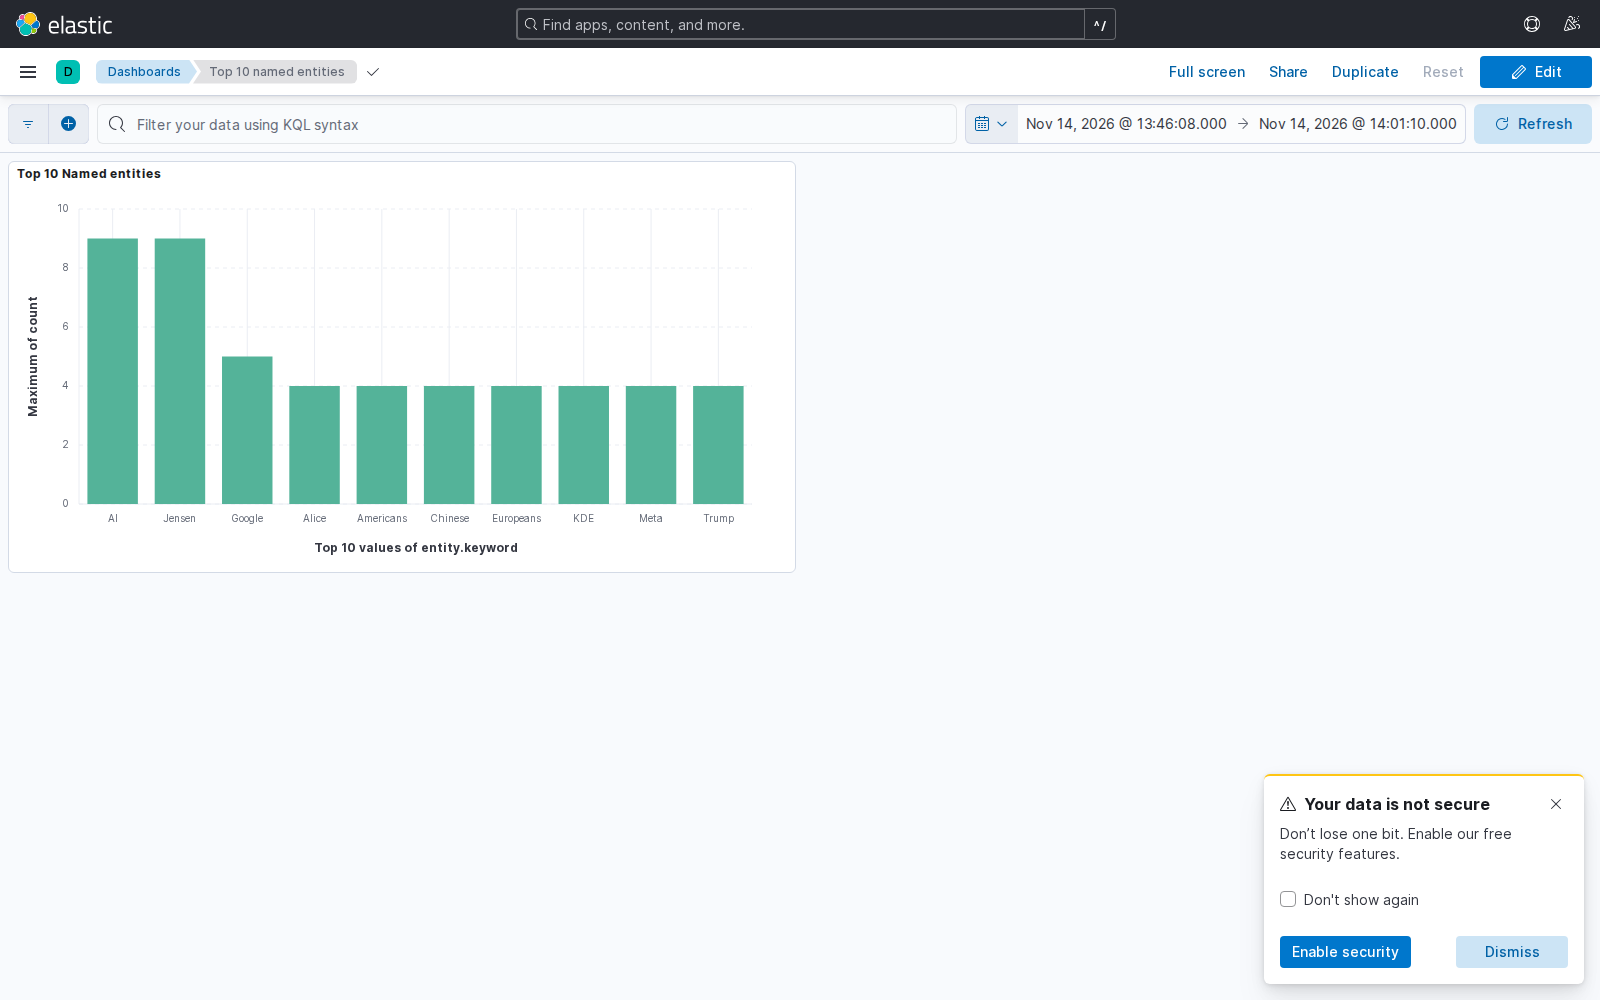 elastic
Find apps, content, and more.
^/
D
Dashboards
Top 10 named entities
Full screen
Share
Duplicate
Reset
Edit
Filter your data using KQL syntax
Nov 14, 2026 @ 13:46:08.000 → Nov 14, 2026 @ 14:01:10.000
Refresh
Top 10 Named entities
Maximum of count
10
8
6
4
2
0
AI Jensen Google Alice Americans Chinese Europeans KDE Meta Trump
Top 10 values of entity.keyword
Your data is not secure
Don’t lose one bit. Enable our free
security features.
Don't show again
Enable security
Dismiss